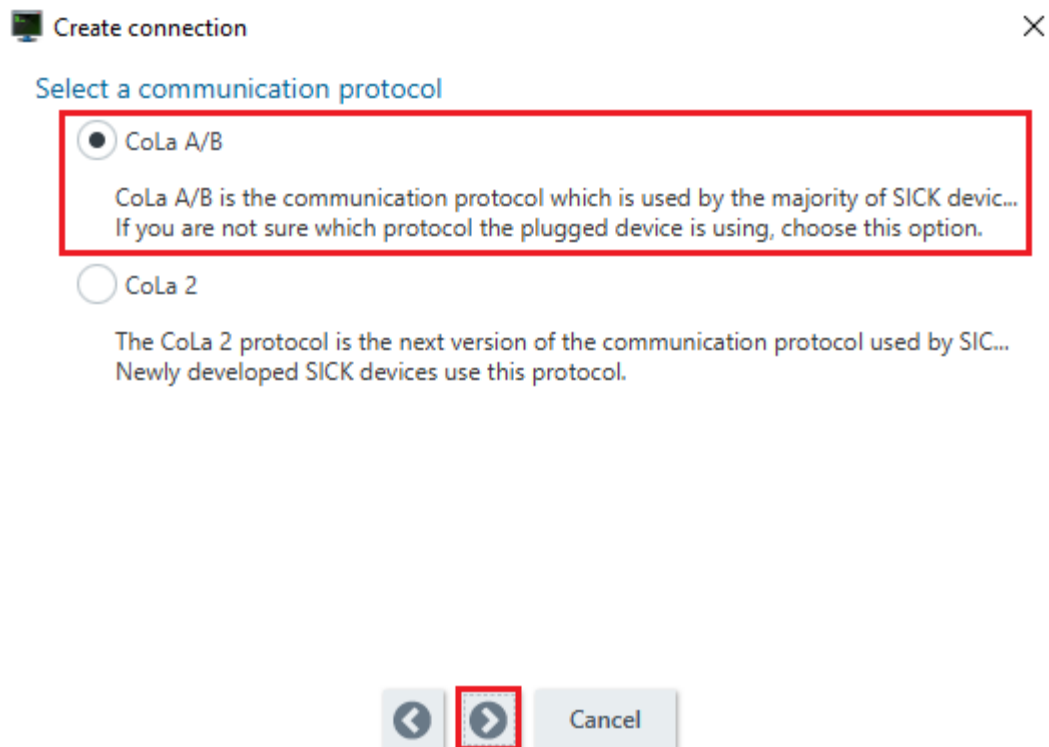 Create connection
Select a communication protocol
CoLa A/B
CoLa A/B is the communication protocol which is used by the majority of SICK devic...
If you are not sure which protocol the plugged device is using, choose this option.
CoLa 2
The CoLa 2 protocol is the next version of the communication protocol used by SIC...
Newly developed SICK devices use this protocol.
Cancel